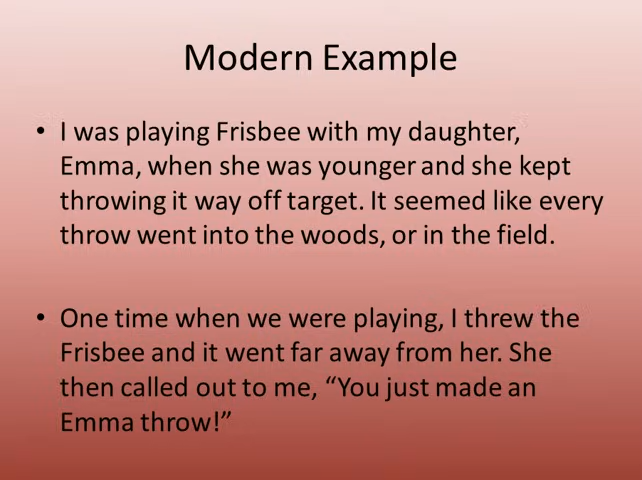 Modern Example
• I was playing Frisbee with my daughter,
Emma, when she was younger and she kept
throwing it way off target. It seemed like every
throw went into the woods, or in the field.
• One time when we were playing, I threw the
Frisbee and it went far away from her. She
then called out to me, “You just made an
Emma throw!”